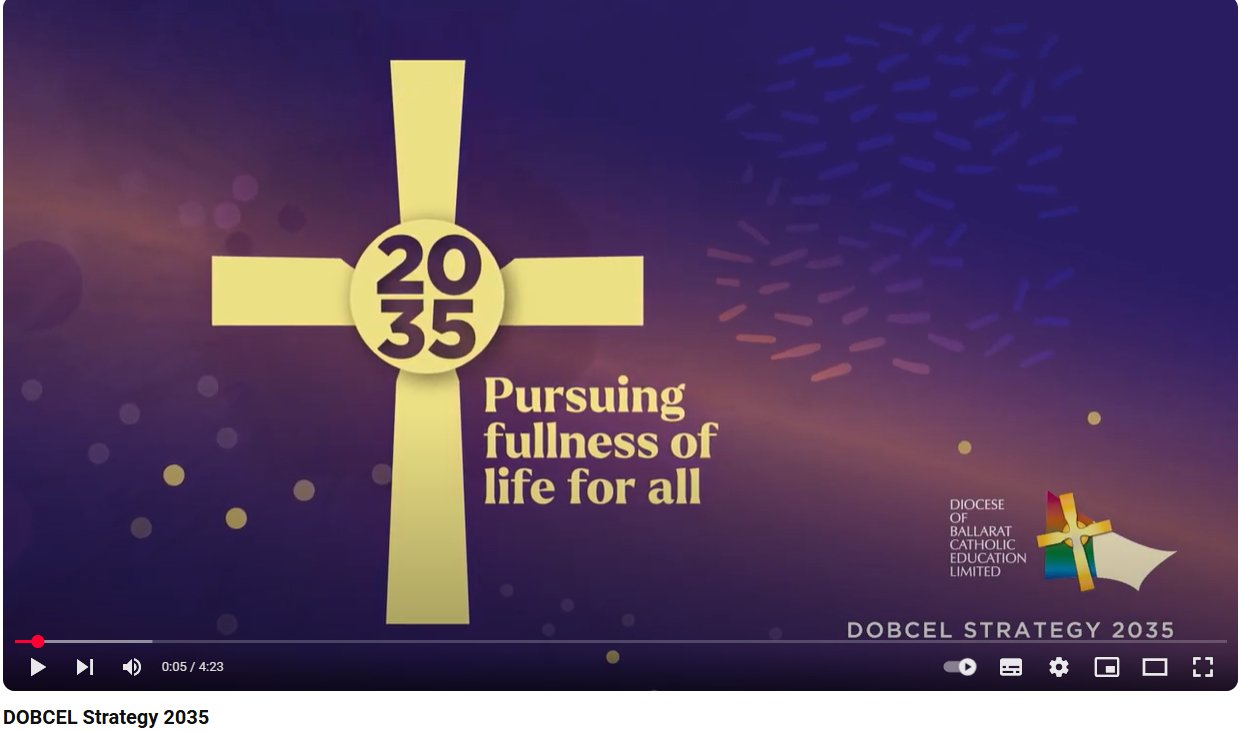 20
35
Pursuing
fullness of
life for all
DIOCESE
OF
BALLARAT
CATHOLIC
EDUCATION
LIMITED
DOBCEL STRATEGY 2035
0:05 / 4:23
DOBCEL Strategy 2035